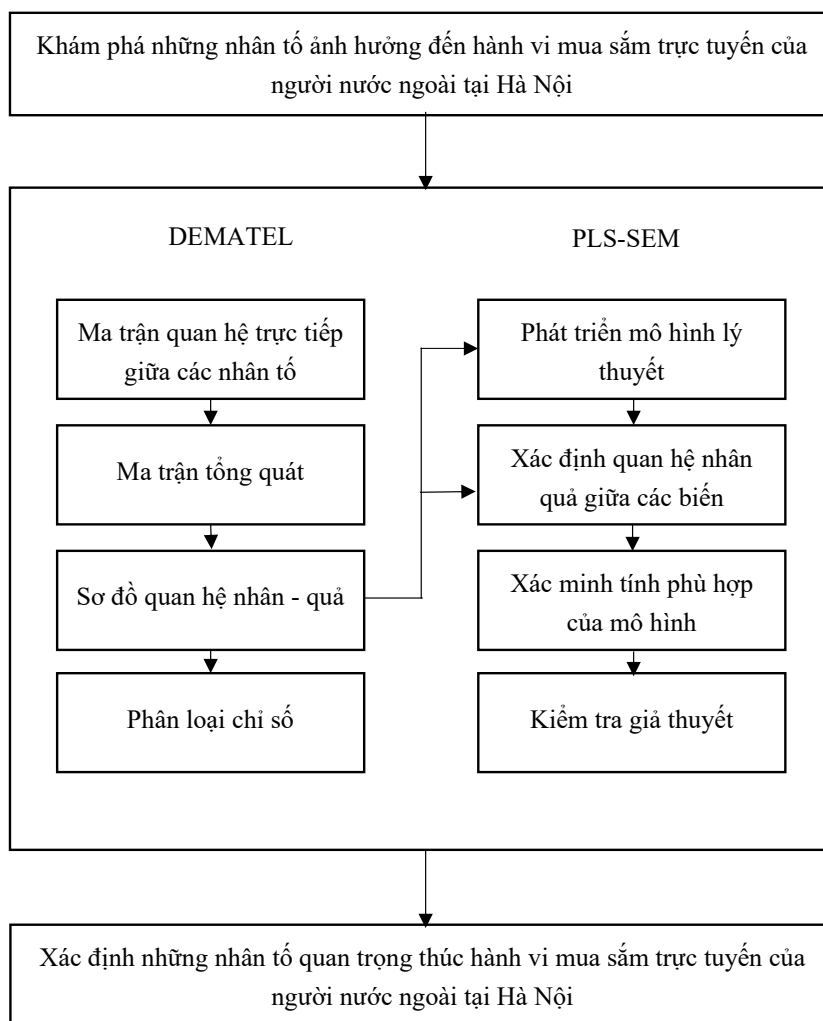 Khám phá những nhân tố ảnh hưởng đến hành vi mua sắm trực tuyến của
người nước ngoài tại Hà Nội
DEMATEL
Ma trận quan hệ trực tiếp
giữa các nhân tố
Ma trận tổng quát
Sơ đồ quan hệ nhân - quả
Phân loại chỉ số
PLS-SEM
Phát triển mô hình lý
thuyết
Xác định quan hệ nhân
quả giữa các biến
Xác minh tính phù hợp
của mô hình
Kiểm tra giả thuyết
Xác định những nhân tố quan trọng thúc hành vi mua sắm trực tuyến của
người nước ngoài tại Hà Nội